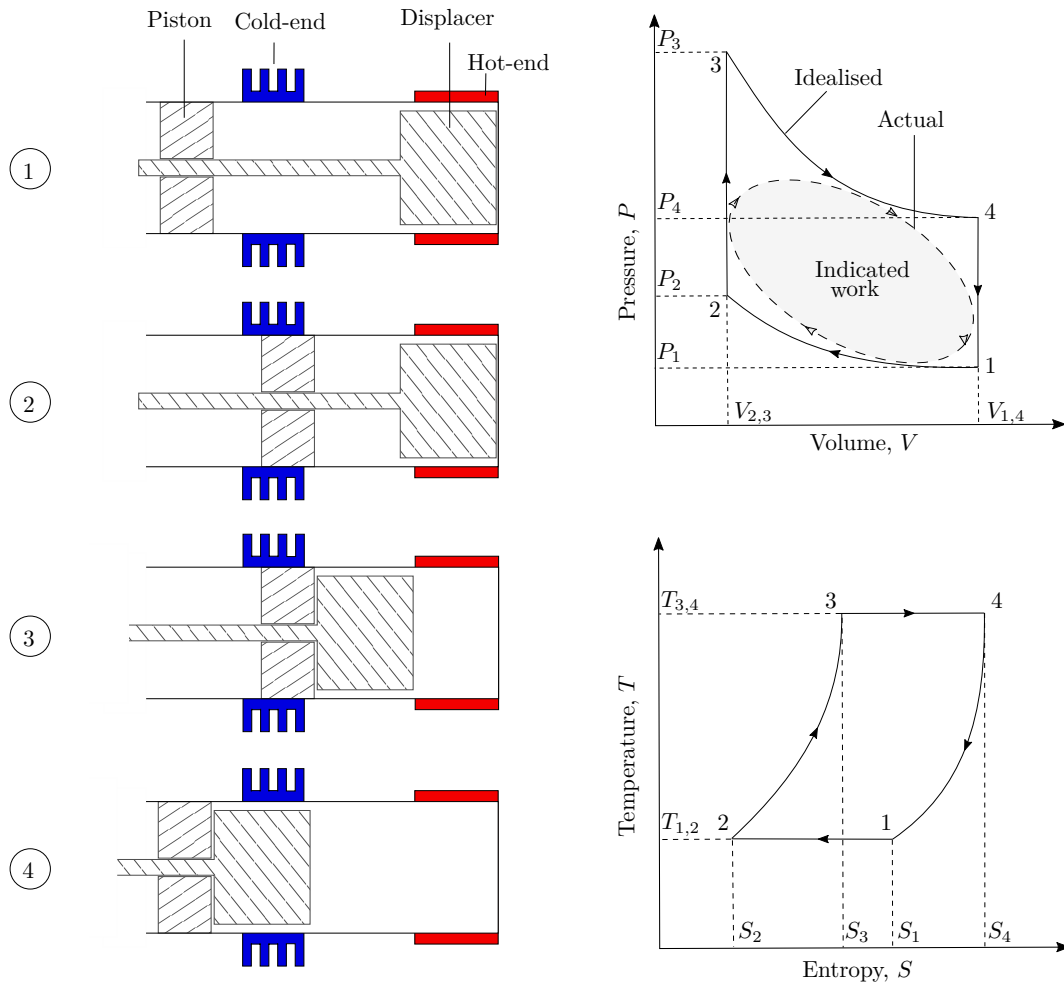 Piston
Cold-end
Displacer
Hot-end
1
2
3
4
P₃
P₄
P₂
P₁
Pressure, P
3
Idealised
Actual
4
Indicated
work
2
1
V₂,₃
V₁,₄
Volume, V
T₃,₄
T₁,₂
Temperature, T
3
4
2
1
S₂
S₃
S₁
S₄
Entropy, S